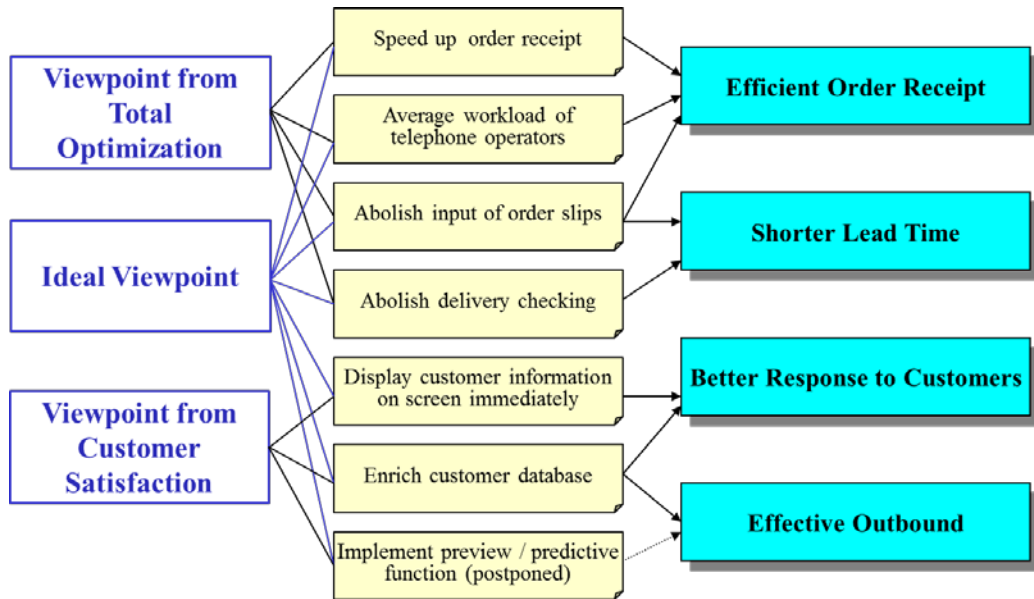 Viewpoint from
Total
Optimization
Ideal Viewpoint
Viewpoint from
Customer
Satisfaction
Speed up order receipt
Average workload of
telephone operators
Abolish input of order slips
Abolish delivery checking
Display customer information
on screen immediately
Enrich customer database
Implement preview / predictive
function (postponed)
Efficient Order Receipt
Shorter Lead Time
Better Response to Customers
Effective Outbound